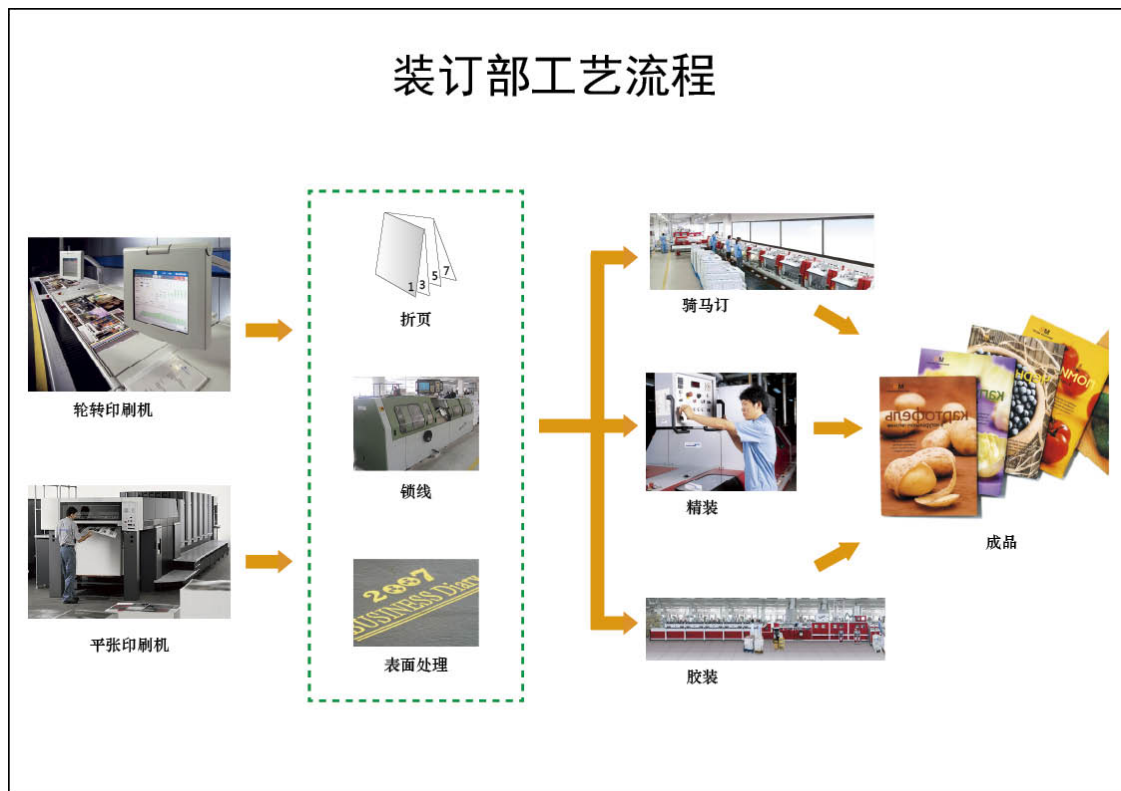 装订部工艺流程
1 3 5 7
折页
轮转印刷机
锁线
平张印刷机
2007
BUSINESS Diary
表面处理
骑马订
精装
胶装
картофель
成品